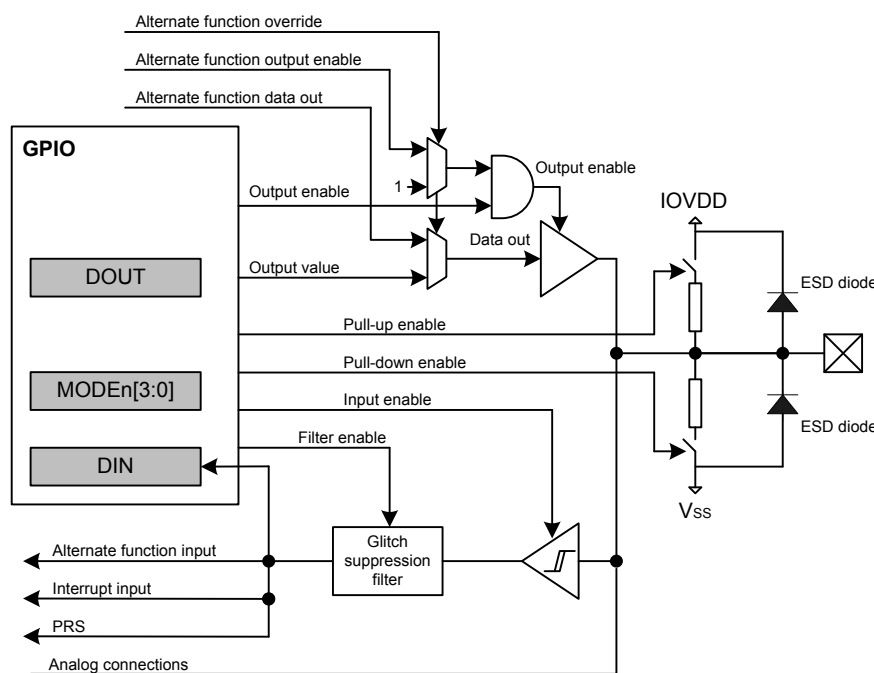 Alternate function override
Alternate function output enable
Alternate function data out
GPIO
Output enable
1
Output enable
IOVDD
Data out
Output value
DOUT
ESD diode
Pull-up enable
Pull-down enable
MODEn[3:0]
Input enable
ESD diode
Filter enable
DIN
VSS
Glitch
suppression
filter
Alternate function input
Interrupt input
PRS
Analog connections